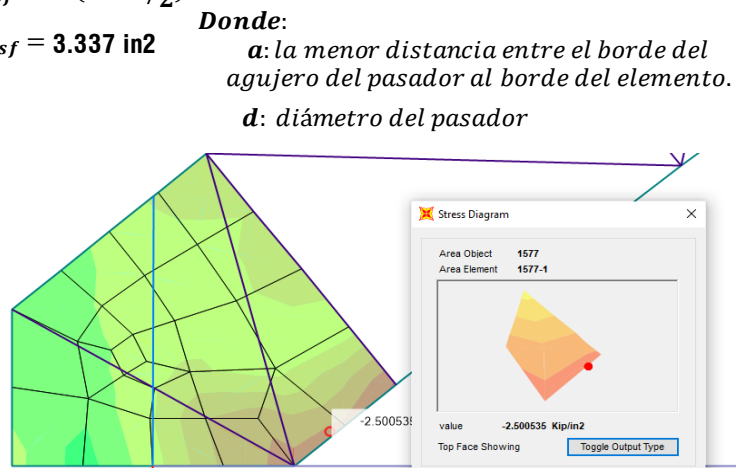 𝒔𝒇 = 3.337 in2
Donde:
a: la menor distancia entre el borde del
agujero del pasador al borde del elemento.
d: diámetro del pasador
Stress Diagram
Area Object 1577
Area Element 1577-1
-2.500535
value -2.500535 Kip/in2
Top Face Showing Toggle Output Type